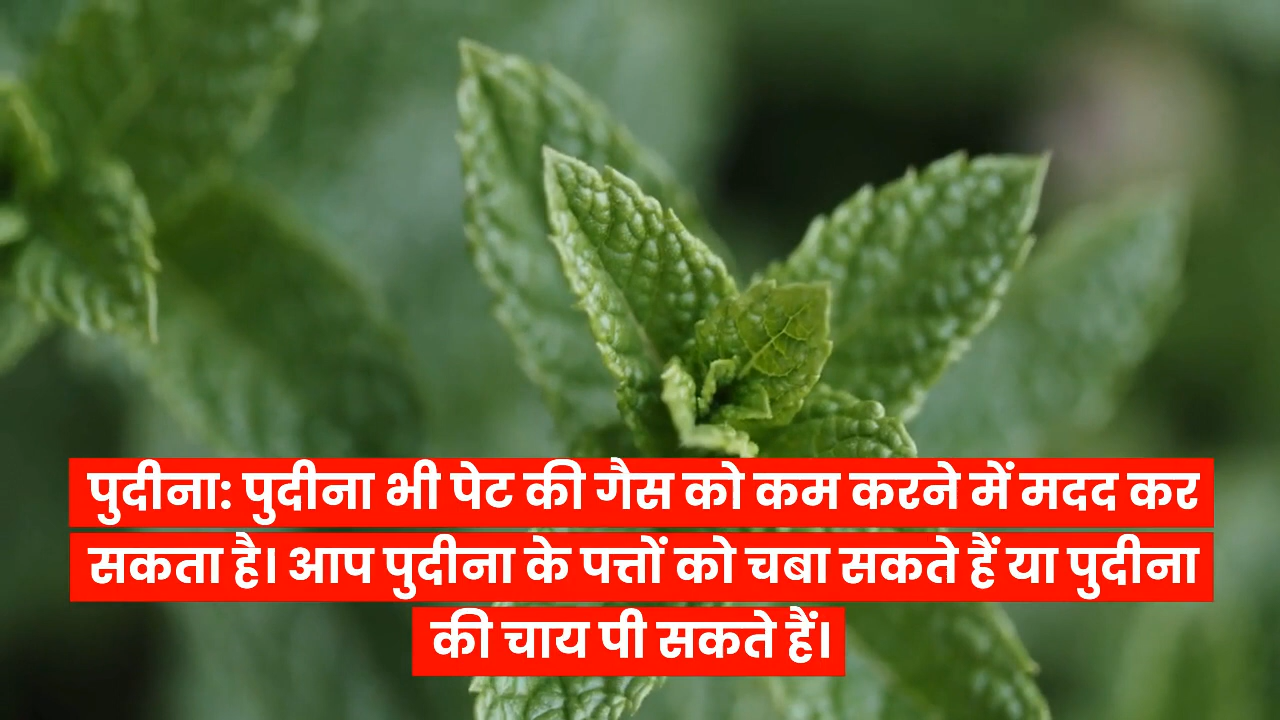 पुदीना: पुदीना भी पेट की गैस को कम करने में मदद कर
सकता है। आप पुदीना के पत्तों को चबा सकते हैं या पुदीना
की चाय पी सकते हैं।